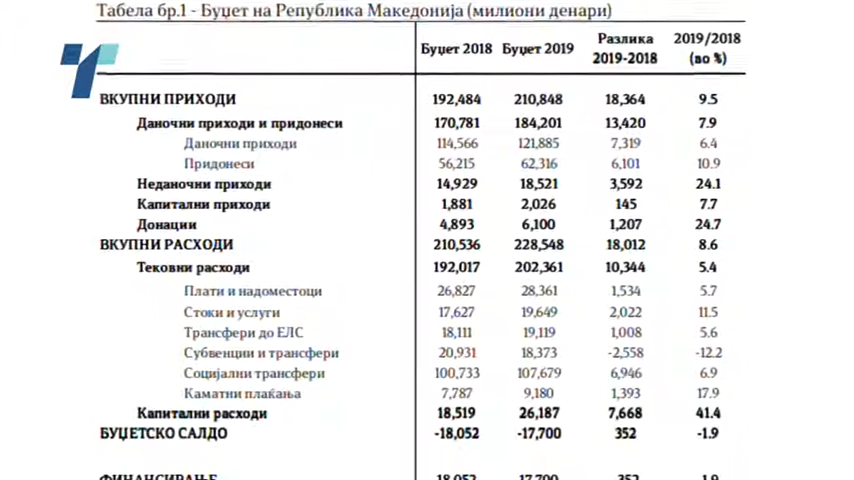 Табела бр.1 - Буџет на Република Македонија (милиони денари)
Буџет 2018 Буџет 2019 Разлика 2019-2018 2019/2018 (во %)
ВКУПНИ ПРИХОДИ 192,484 210,848 18,364 9.5
Даночни приходи и придонеси 170,781 184,201 13,420 7.9
Даночни приходи 114,566 121,885 7,319 6.4
Придонеси 56,215 62,316 6,101 10.9
Неданочни приходи 14,929 18,521 3,592 24.1
Капитални приходи 1,881 2,026 145 7.7
Донации 4,893 6,100 1,207 24.7
ВКУПНИ РАСХОДИ 210,536 228,548 18,012 8.6
Тековни расходи 192,017 202,361 10,344 5.4
Плати и надоместоци 26,827 28,361 1,534 5.7
Стоки и услуги 17,627 19,649 2,022 11.5
Трансфери до ЕЛС 18,111 19,119 1,008 5.6
Субвенции и трансфери 20,931 18,373 -2,558 -12.2
Социјални трансфери 100,733 107,679 6,946 6.9
Каматни плаќања 7,787 9,180 1,393 17.9
Капитални расходи 18,519 26,187 7,668 41.4
БУЏЕТСКО САЛДО -18,052 -17,700 352 -1.9
ФИНАНСИРАЊЕ 18,052 17,700 352 1.9